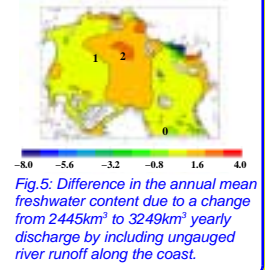 1 2
0
−8.0 −5.6 −3.2 −0.8 1.6 4.0
Fig.5: Difference in the annual mean
freshwater content due to a change
from 2445km³ to 3249km³ yearly
discharge by including ungauged
river runoff along the coast.